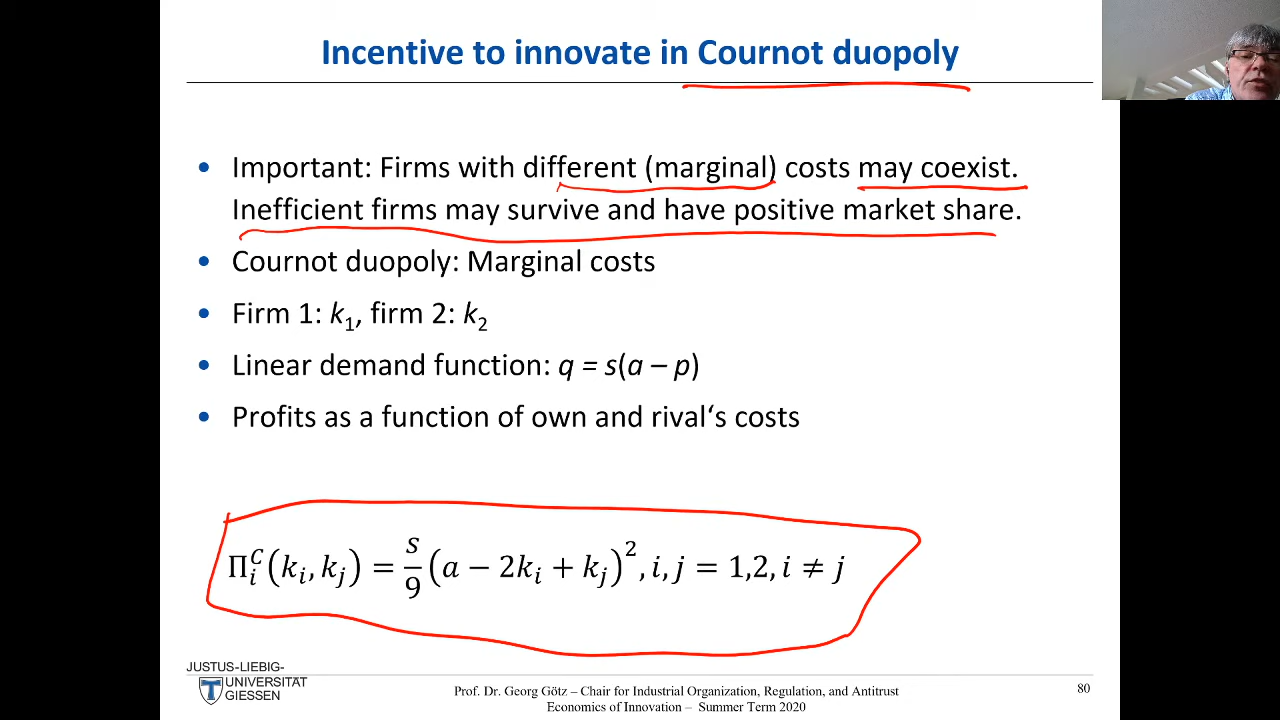 Incentive to innovate in Cournot duopoly
• Important: Firms with different (marginal) costs may coexist.
Inefficient firms may survive and have positive market share.
• Cournot duopoly: Marginal costs
• Firm 1: k₁, firm 2: k₂
• Linear demand function: q = s(a – p)
• Profits as a function of own and rival‘s costs
Π_i^C(k_i, k_j) = s/9 (a − 2k_i + k_j)², i, j = 1,2, i ≠ j
JUSTUS-LIEBIG-
UNIVERSITÄT
GIESSEN
Prof. Dr. Georg Götz – Chair for Industrial Organization, Regulation, and Antitrust
Economics of Innovation – Summer Term 2020
80